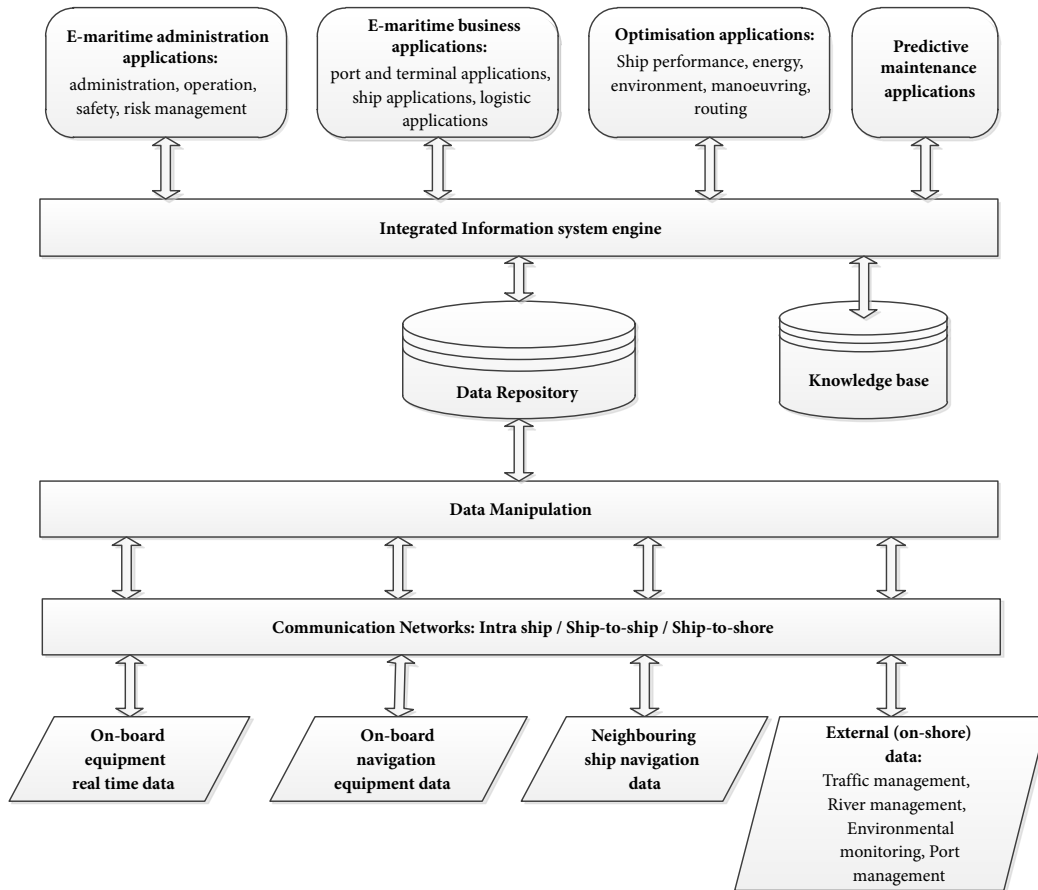 E-maritime administration
applications:
administration, operation,
safety, risk management
E-maritime business
applications:
port and terminal applications,
ship applications, logistic
applications
Optimisation applications:
Ship performance, energy,
environment, manoeuvring,
routing
Predictive
maintenance
applications
Integrated Information system engine
Data Repository
Knowledge base
Data Manipulation
Communication Networks: Intra ship / Ship-to-ship / Ship-to-shore
On-board
equipment
real time data
On-board
navigation
equipment data
Neighbouring
ship navigation
data
External (on-shore)
data:
Traffic management,
River management,
Environmental
monitoring, Port
management